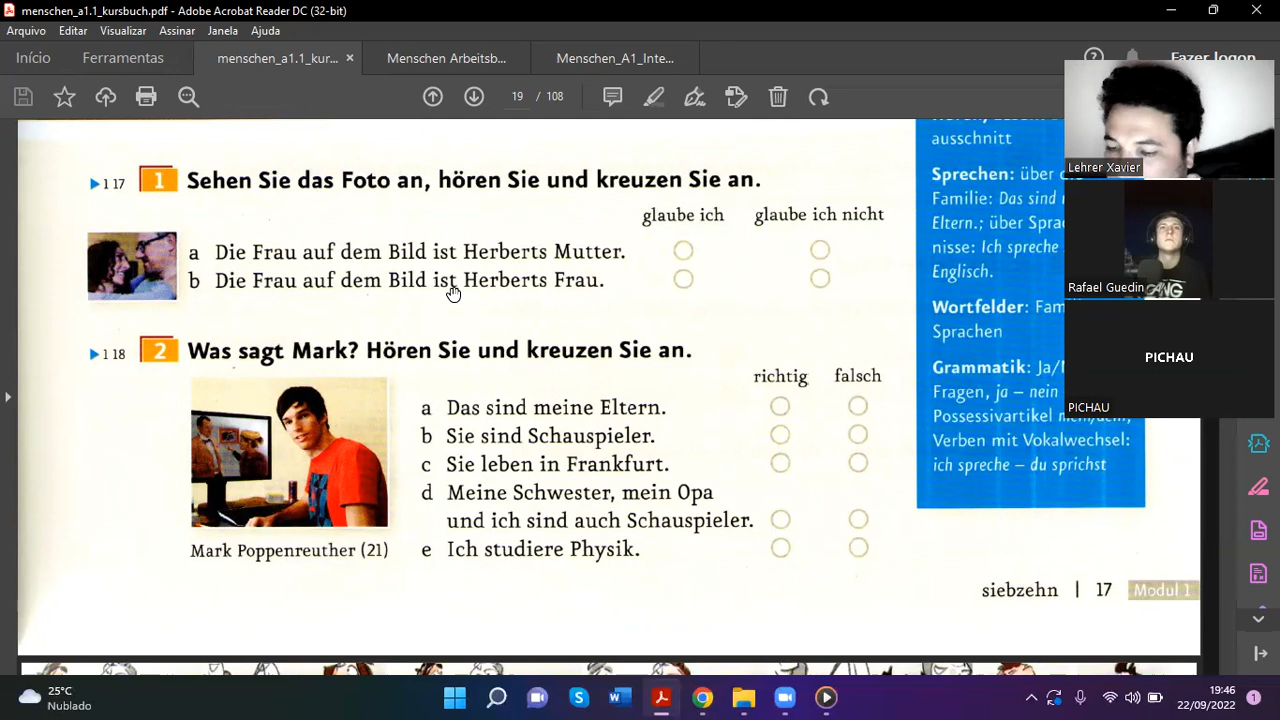 menschen_a1.1_kursbuch.pdf - Adobe Acrobat Reader DC (32-bit)
Arquivo Editar Visualizar Assinar Janela Ajuda
Início Ferramentas menschen_a1.1_kur... × Menschen Arbeitsb... Menschen_A1_Inte... Fazer logon
19 / 108
ausschnitt
Sprechen: über
Familie: Das sind
Eltern.; über Spra
nisse: Ich spreche
Englisch.
Wortfelder: Fam
Sprachen
Grammatik: Ja/
Fragen, ja – nein
Possessivartikel mein/dein,
Verben mit Vokalwechsel:
ich spreche – du sprichst
Lehrer Xavier
Rafael Guedin
GANG
PICHAU
PICHAU
1 17 1 Sehen Sie das Foto an, hören Sie und kreuzen Sie an.
glaube ich glaube ich nicht
a Die Frau auf dem Bild ist Herberts Mutter.
b Die Frau auf dem Bild ist Herberts Frau.
1 18 2 Was sagt Mark? Hören Sie und kreuzen Sie an.
richtig falsch
a Das sind meine Eltern.
b Sie sind Schauspieler.
c Sie leben in Frankfurt.
d Meine Schwester, mein Opa
und ich sind auch Schauspieler.
e Ich studiere Physik.
Mark Poppenreuther (21)
siebzehn | 17 Modul 1
25°C
Nublado
19:46
22/09/2022
1